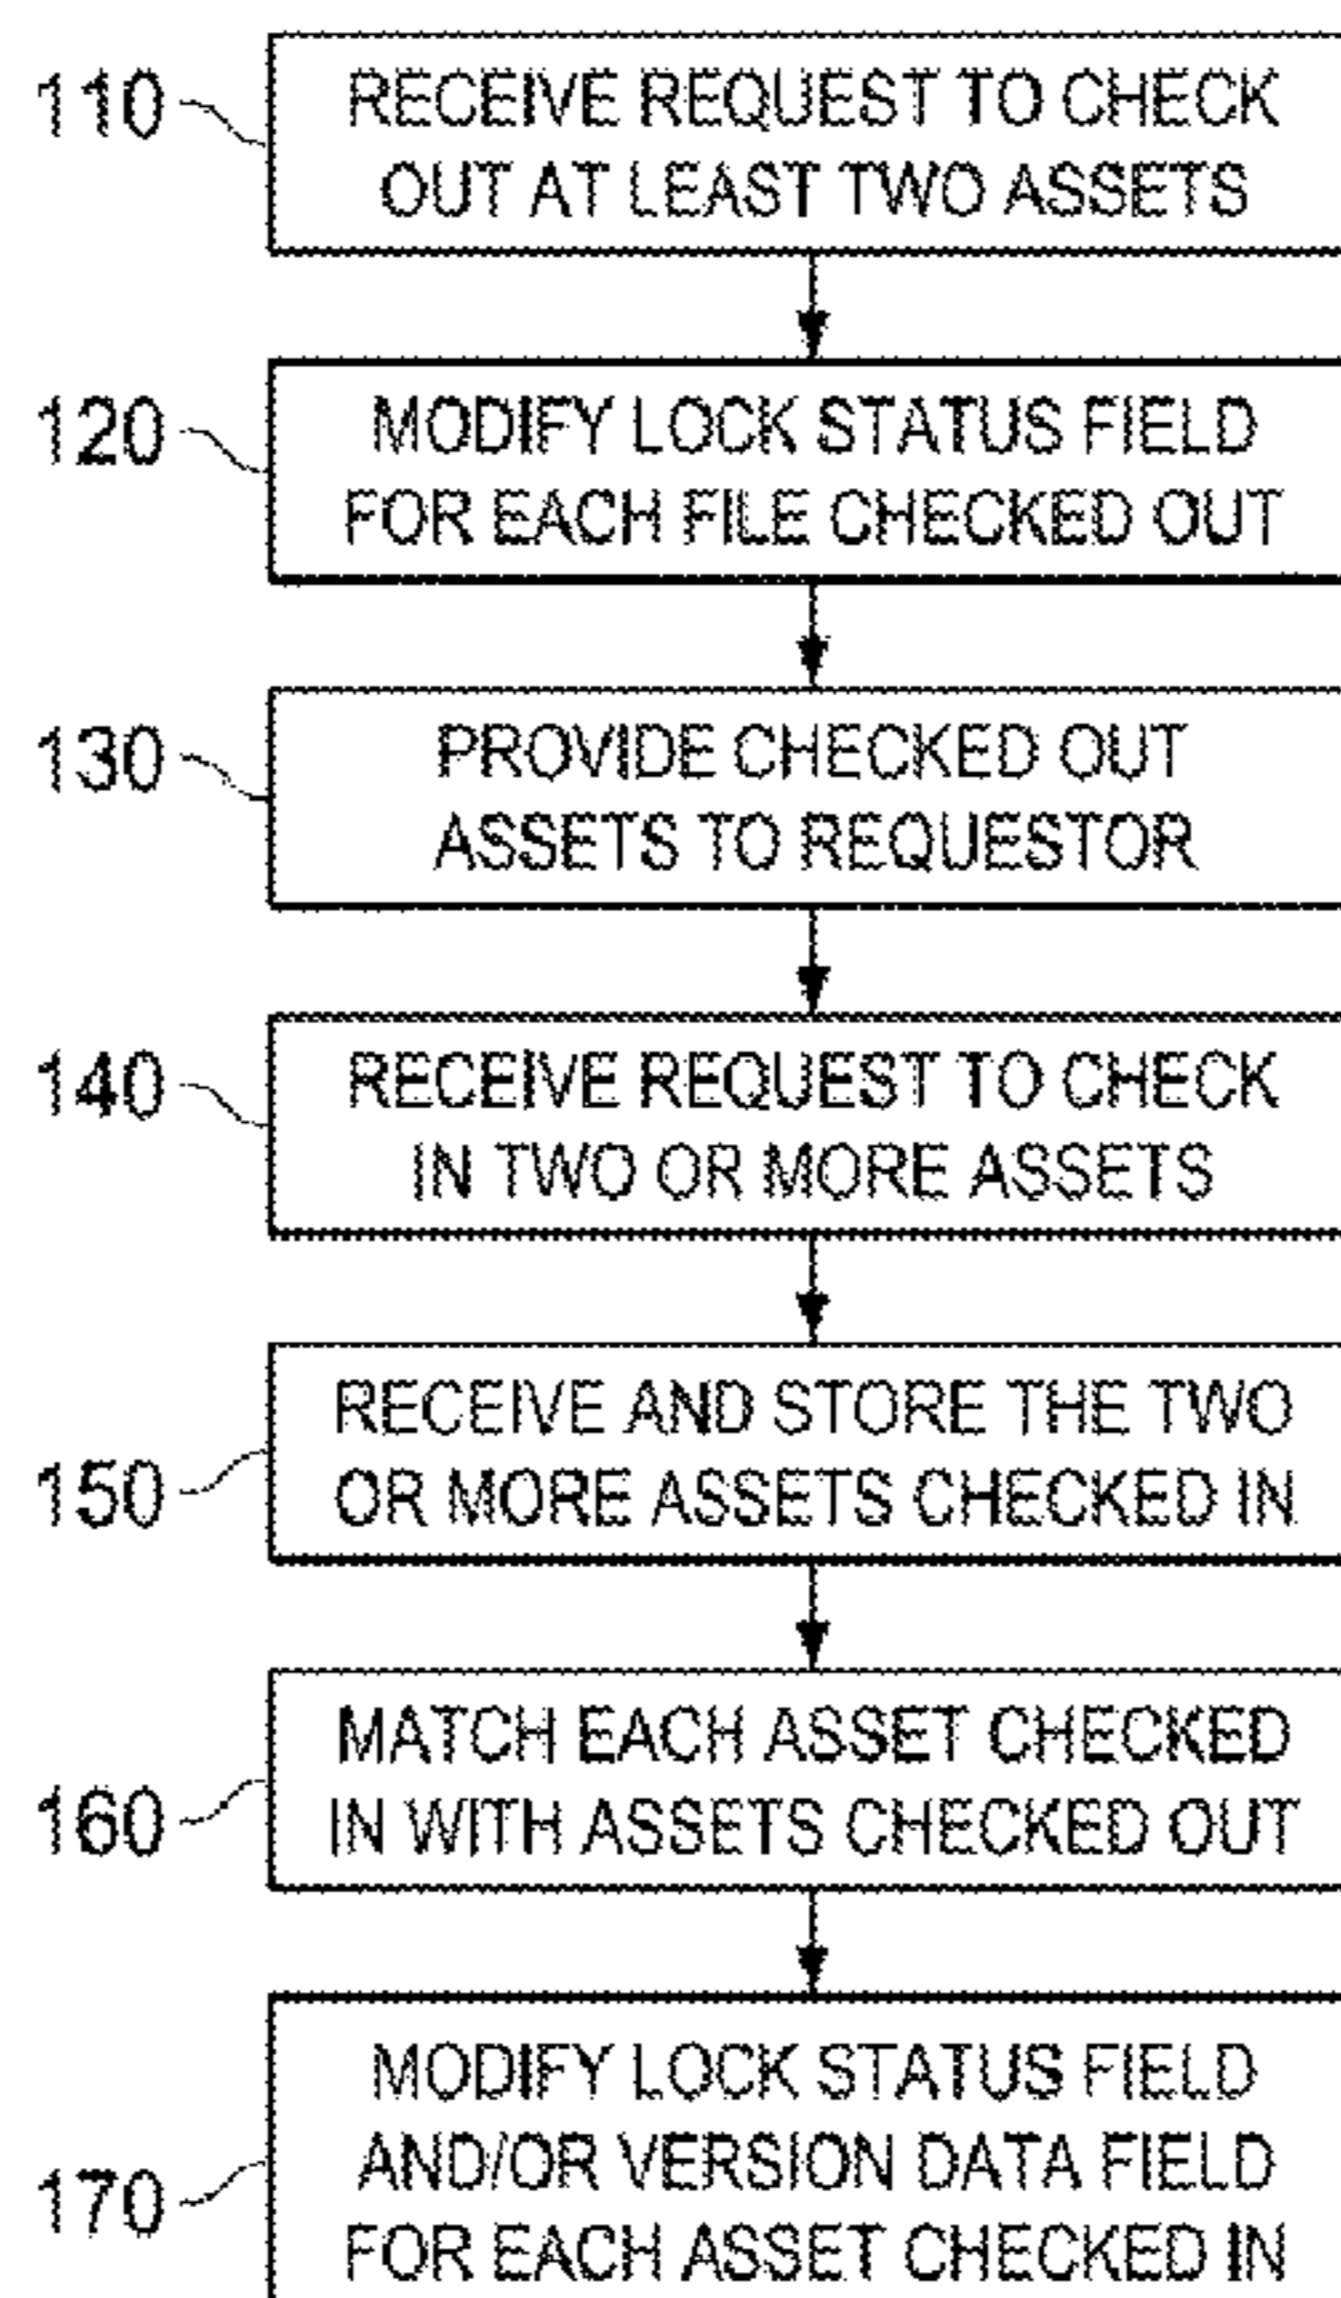 110
RECEIVE REQUEST TO CHECK
OUT AT LEAST TWO ASSETS
120
MODIFY LOCK STATUS FIELD
FOR EACH FILE CHECKED OUT
130
PROVIDE CHECKED OUT
ASSETS TO REQUESTOR
140
RECEIVE REQUEST TO CHECK
IN TWO OR MORE ASSETS
150
RECEIVE AND STORE THE TWO
OR MORE ASSETS CHECKED IN
160
MATCH EACH ASSET CHECKED
IN WITH ASSETS CHECKED OUT
170
MODIFY LOCK STATUS FIELD
AND/OR VERSION DATA FIELD
FOR EACH ASSET CHECKED IN